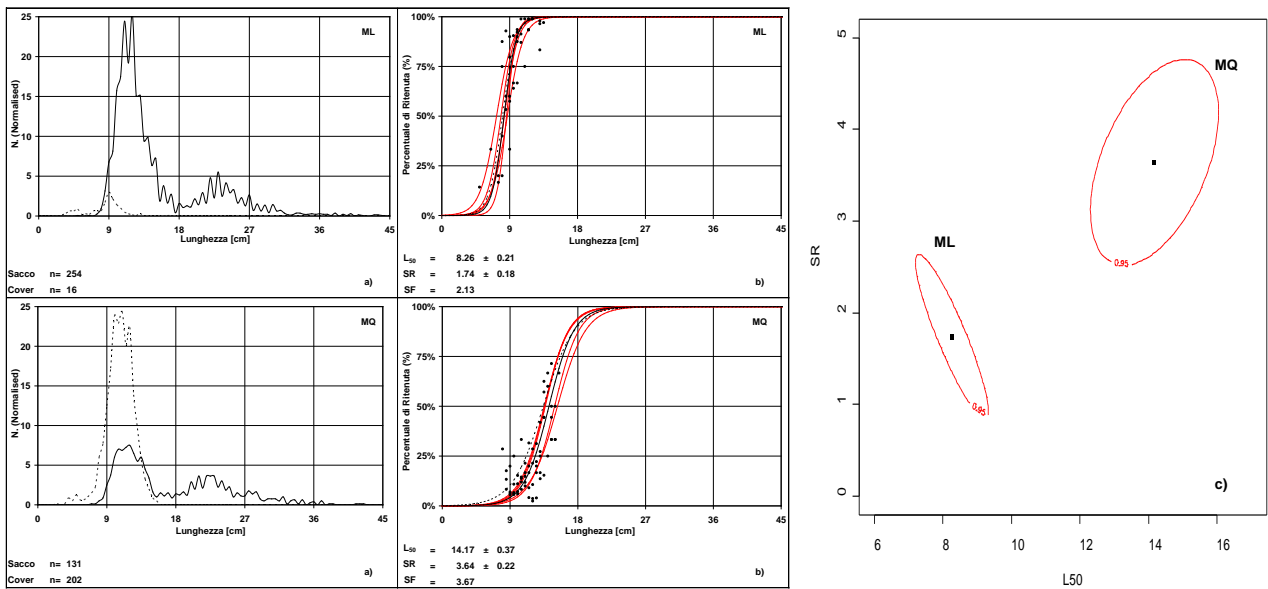 ML
N. (Normalised)
25
20
15
10
5
0
0 9 18 27 36 45
Lunghezza [cm]
Sacco n= 254
Cover n= 16
a)
ML
Percentuale di Ritenuta (%)
100%
75%
50%
25%
0%
0 9 18 27 36 45
Lunghezza [cm]
L50 = 8.26 ± 0.21
SR = 1.74 ± 0.18
SF = 2.13
b)
MQ
N. (Normalised)
25
20
15
10
5
0
0 9 18 27 36 45
Lunghezza [cm]
Sacco n= 131
Cover n= 202
a)
MQ
Percentuale di Ritenuta (%)
100%
75%
50%
25%
0%
0 9 18 27 36 45
Lunghezza [cm]
L50 = 14.17 ± 0.37
SR = 3.64 ± 0.22
SF = 3.67
b)
SR
5
4
3
2
1
0
MQ
0.95
ML
0.95
c)
6 8 10 12 14 16
L50